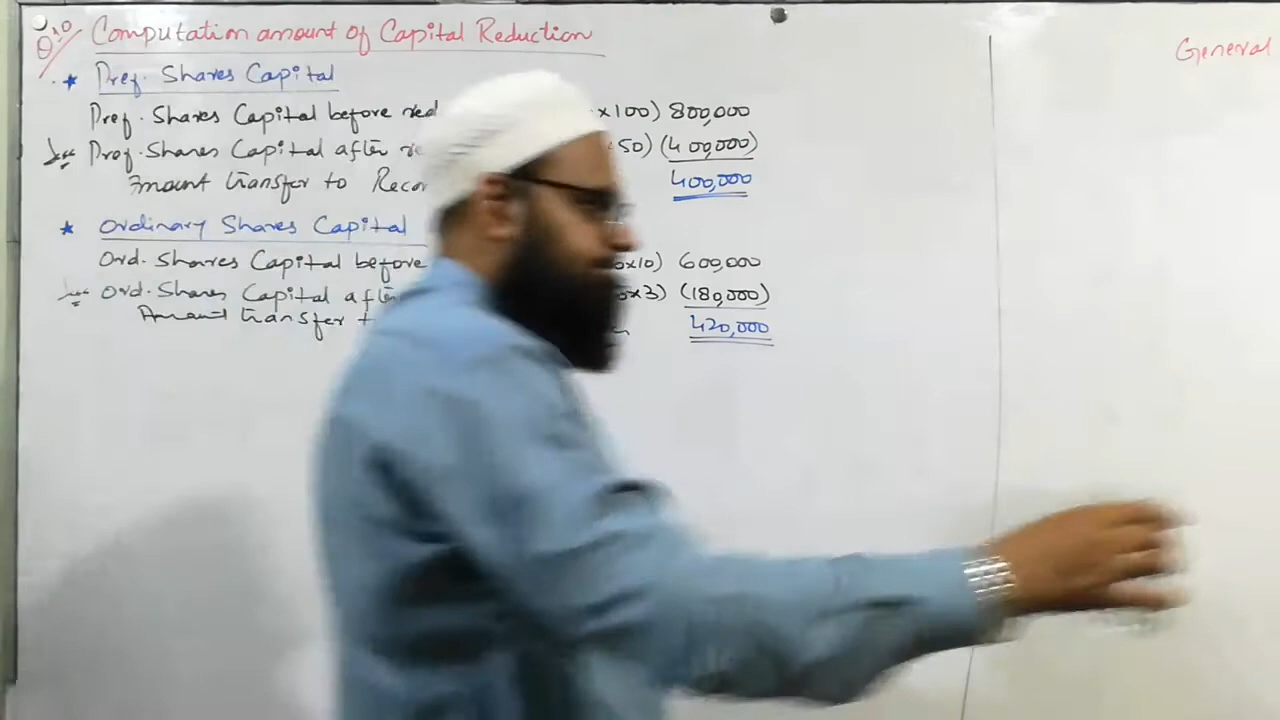 Q.10 Computation amount of Capital Reduction
General
★ Pref. Shares Capital
Pref. Shares Capital before red x100) 800,000
Pref. Shares Capital after re 50) (400,000)
Amount transfer to Recon 400,000
★ Ordinary Shares Capital
Ord. Shares Capital before 0x10) 600,000
Ord. Shares Capital after 0x3) (180,000)
Amount transfer t 420,000